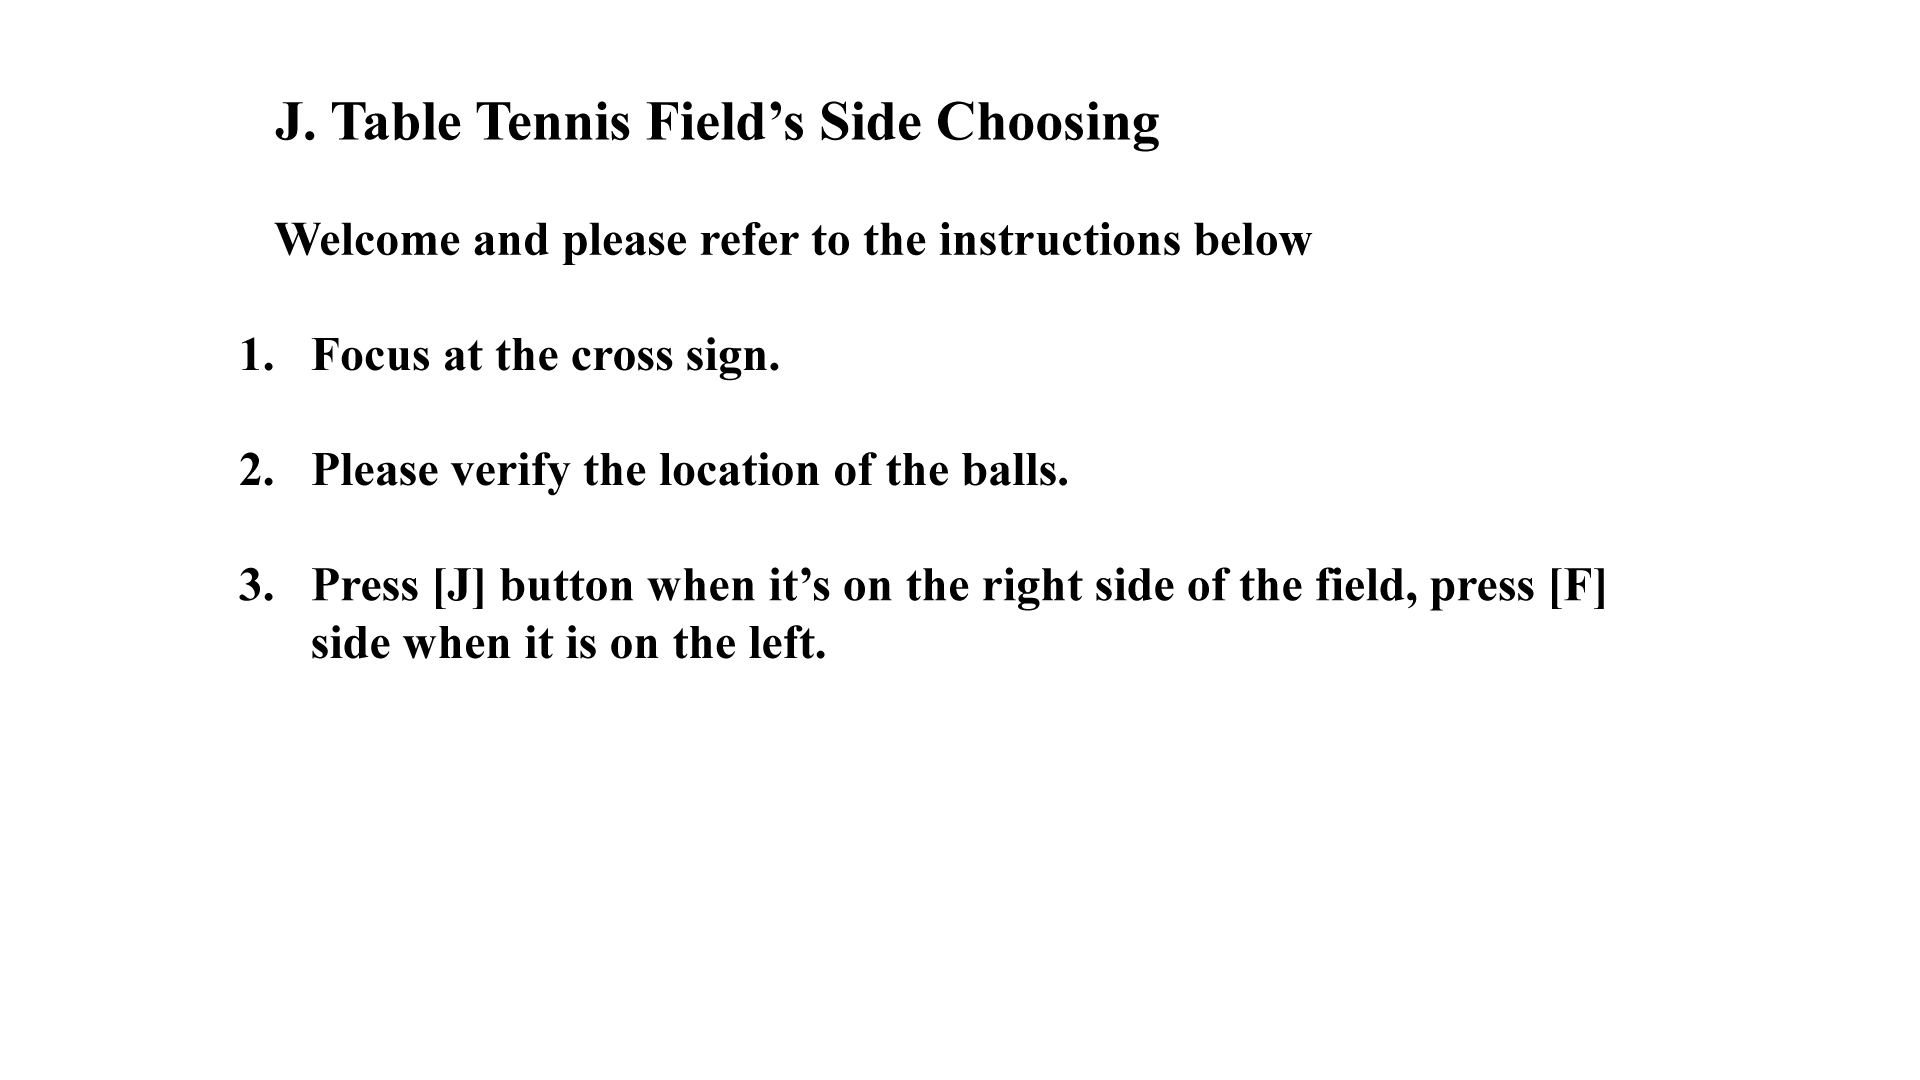 J. Table Tennis Field’s Side Choosing
Welcome and please refer to the instructions below
1. Focus at the cross sign.
2. Please verify the location of the balls.
3. Press [J] button when it’s on the right side of the field, press [F]
side when it is on the left.